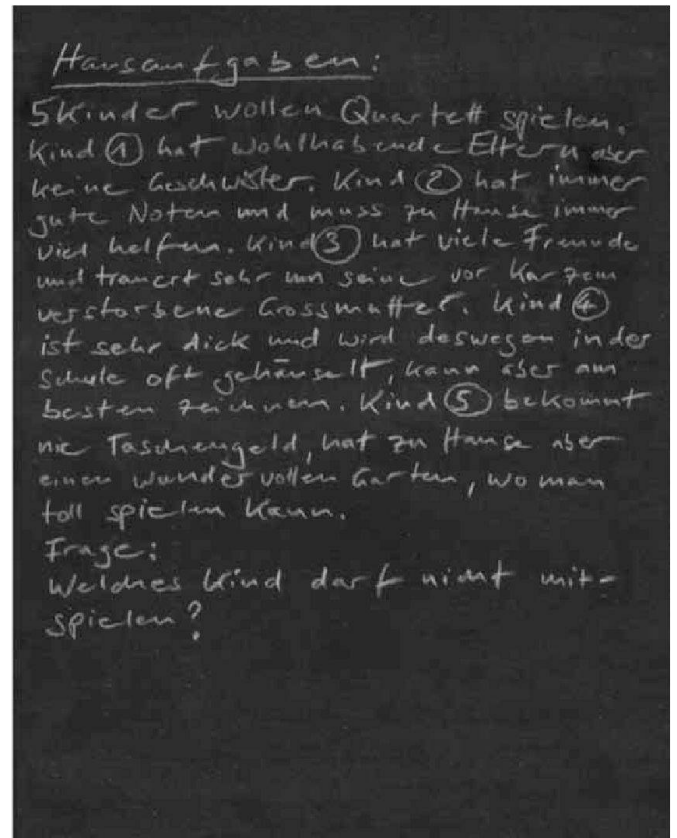 Hausaufgaben:
5 Kinder wollen Quartett spielen.
Kind ① hat wohlhabende Eltern aber
keine Geschwister. Kind ② hat immer
gute Noten und muss zu Hause immer
viel helfen. Kind ③ hat viele Freunde
und trauert sehr um seine vor Kurzem
verstorbene Grossmutter. Kind ④
ist sehr dick und wird deswegen in der
Schule oft gehänselt, kann aber am
besten zeichnen. Kind ⑤ bekommt
nie Taschengeld, hat zu Hause aber
einen wundervollen Garten, wo man
toll spielen kann.
Frage:
Welches Kind darf nicht mit-
spielen?